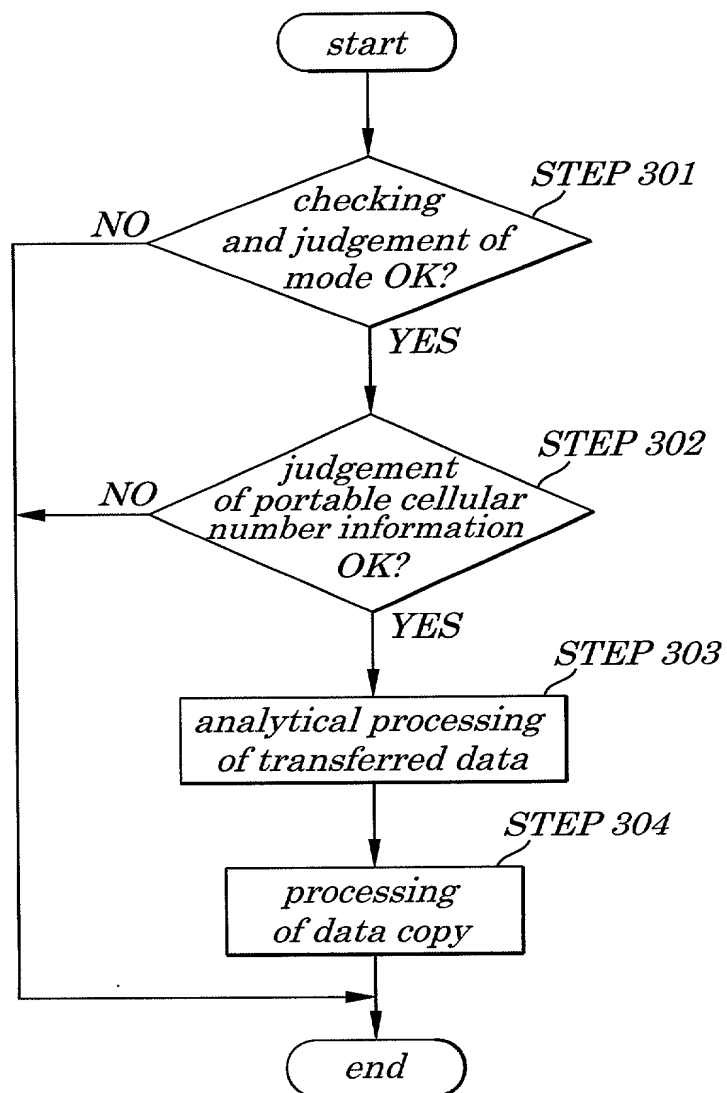 start
STEP 301
checking
and judgement of
mode OK?
NO
YES
STEP 302
judgement
of portable cellular
number information
OK?
NO
YES
STEP 303
analytical processing
of transferred data
STEP 304
processing
of data copy
end